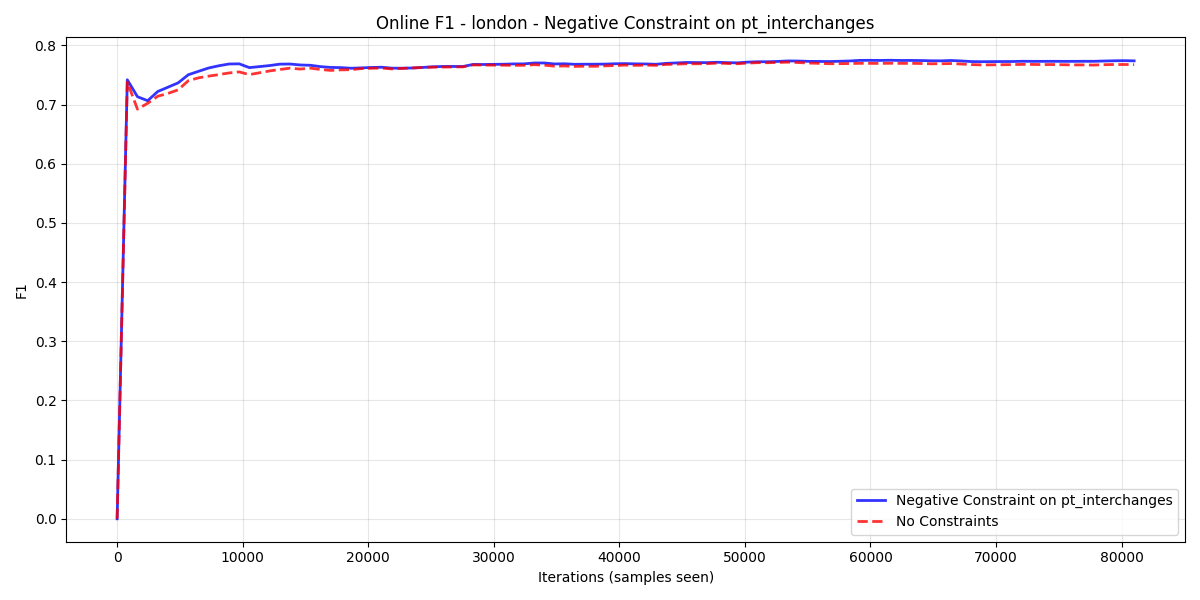 Online F1 - london - Negative Constraint on pt_interchanges
0.8
0.7
0.6
0.5
0.4
0.3
0.2
0.1
0.0
F1
0 10000 20000 30000 40000 50000 60000 70000 80000
Iterations (samples seen)
Negative Constraint on pt_interchanges
No Constraints